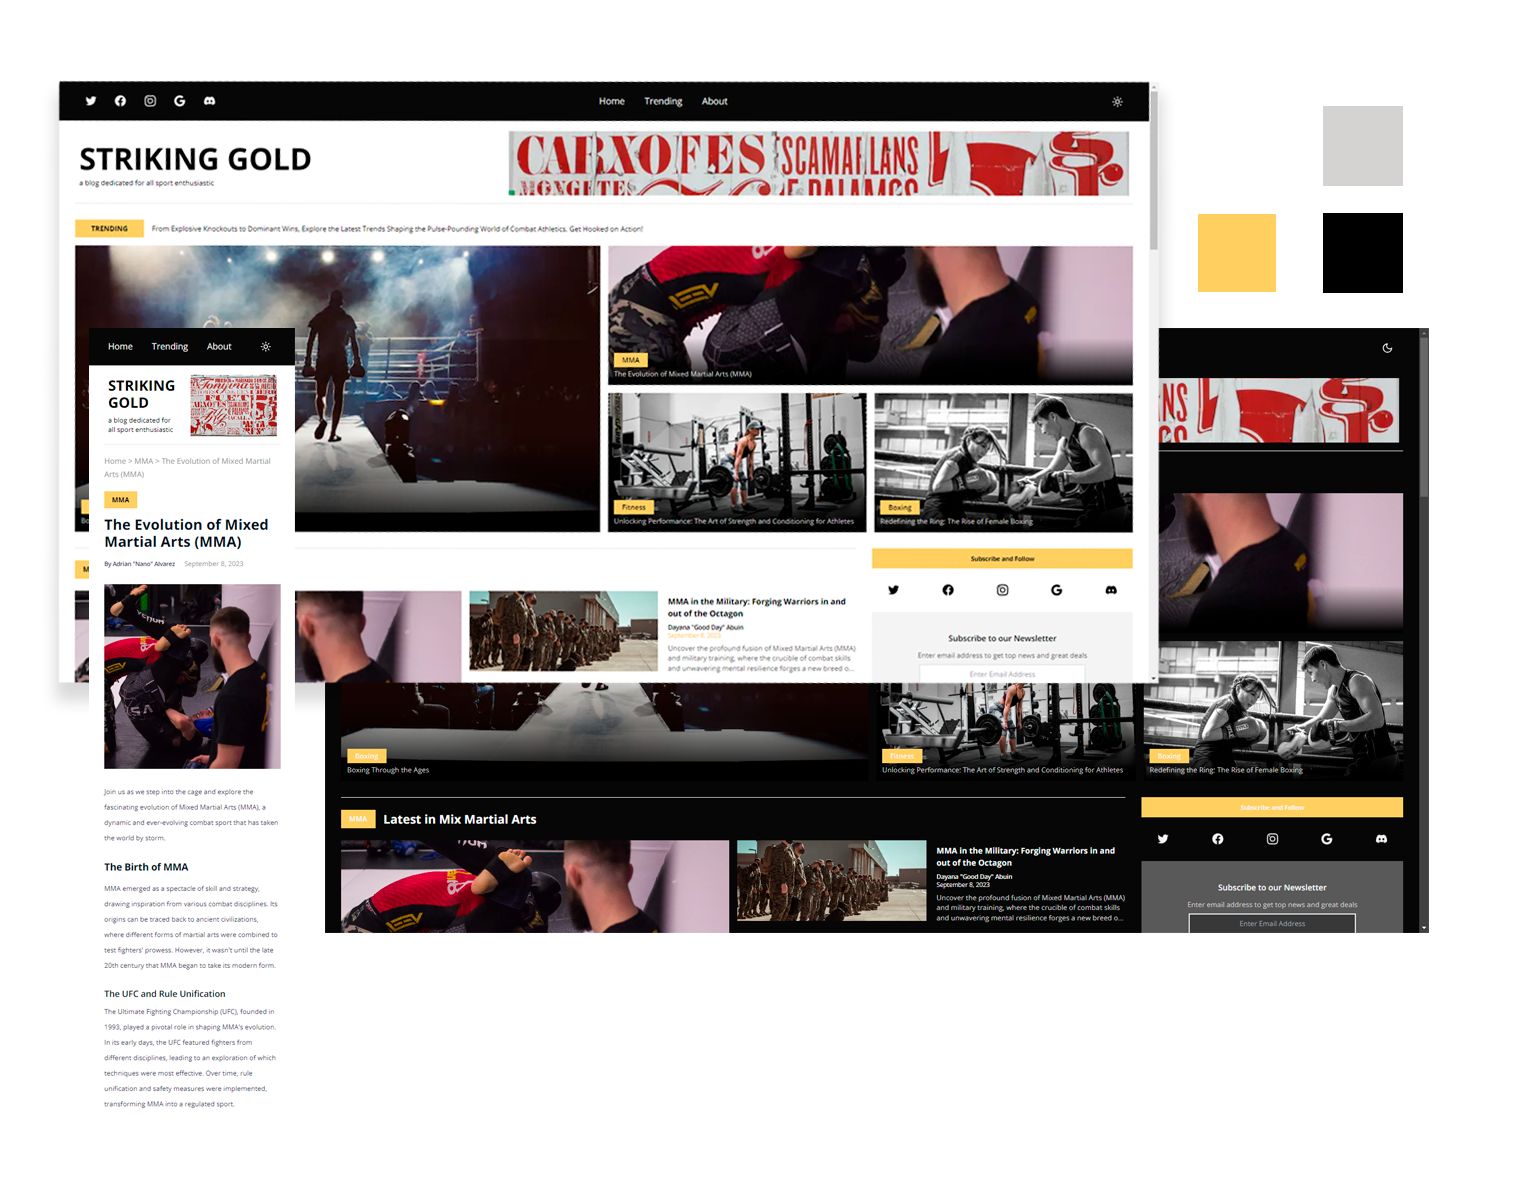 Home Trending About
STRIKING GOLD
a blog dedicated for all sport enthusiastic
CARXOFES
MONGETES
SCAMARLANS
TRENDING
From Explosive Knockouts to Dominant Wins, Explore the Latest Trends Shaping the Pulse-Pounding World of Combat Athletics. Get Hooked on Action!
MMA
The Evolution of Mixed Martial Arts (MMA)
Fitness
Unlocking Performance: The Art of Strength and Conditioning for Athletes
Boxing
Redefining the Ring: The Rise of Female Boxing
Subscribe and Follow
MMA in the Military: Forging Warriors in and
out of the Octagon
Dayana "Good Day" Abuin
September 8, 2023
Uncover the profound fusion of Mixed Martial Arts (MMA)
and military training, where the crucible of combat skills
and unwavering mental resilience forges a new breed o...
Subscribe to our Newsletter
Enter email address to get top news and great deals
Enter Email Address
Home Trending About
STRIKING
GOLD
a blog dedicated for
all sport enthusiastic
Home > MMA > The Evolution of Mixed Martial
Arts (MMA)
MMA
The Evolution of Mixed
Martial Arts (MMA)
By Adrian "Nano" Alvarez September 8, 2023
Join us as we step into the cage and explore the
fascinating evolution of Mixed Martial Arts (MMA), a
dynamic and ever-evolving combat sport that has taken
the world by storm.
The Birth of MMA
MMA emerged as a spectacle of skill and strategy,
drawing inspiration from various combat disciplines. Its
origins can be traced back to ancient civilizations,
where different forms of martial arts were combined to
test fighters' prowess. However, it wasn't until the late
20th century that MMA began to take its modern form.
The UFC and Rule Unification
The Ultimate Fighting Championship (UFC), founded in
1993, played a pivotal role in shaping MMA's evolution.
In its early days, the UFC featured fighters from
different disciplines, leading to an exploration of which
techniques were most effective. Over time, rule
unification and safety measures were implemented,
transforming MMA into a regulated sport.
Boxing
Boxing Through the Ages
Fitness
Unlocking Performance: The Art of Strength and Conditioning for Athletes
Boxing
Redefining the Ring: The Rise of Female Boxing
MMA Latest in Mix Martial Arts
MMA in the Military: Forging Warriors in and
out of the Octagon
Dayana "Good Day" Abuin
September 8, 2023
Uncover the profound fusion of Mixed Martial Arts (MMA)
and military training, where the crucible of combat skills
and unwavering mental resilience forges a new breed o...
Subscribe and Follow
Subscribe to our Newsletter
Enter email address to get top news and great deals
Enter Email Address